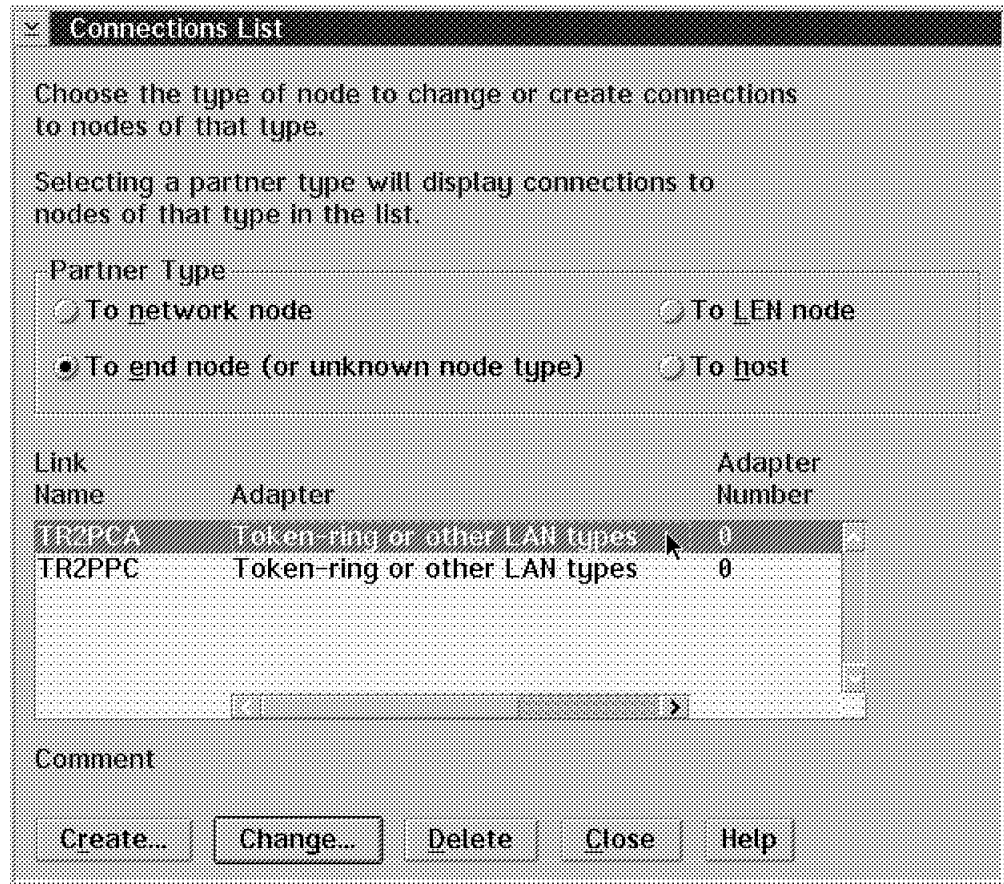 Connections List
Choose the type of node to change or create connections
to nodes of that type.
Selecting a partner type will display connections to
nodes of that type in the list.
Partner Type
To network node
To LEN node
To end node (or unknown node type)
To host
Link Name
Adapter
Adapter Number
TR2PCA Token-ring or other LAN types 0
TR2PPC Token-ring or other LAN types 0
Comment
Create... Change... Delete Close Help